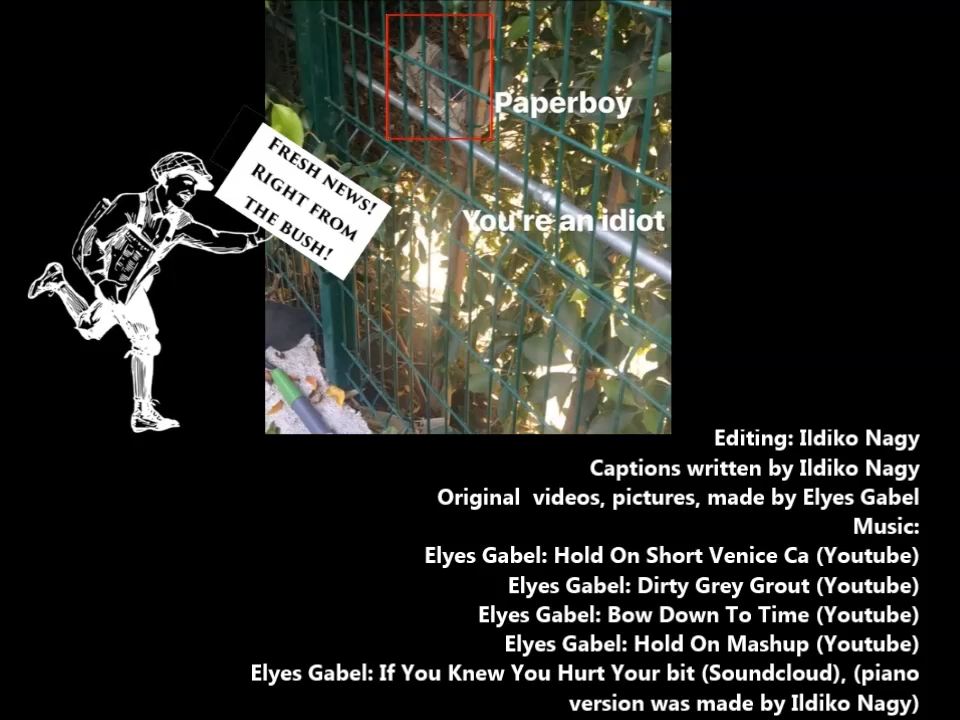 Paperboy
FRESH NEWS!
RIGHT FROM
THE BUSH!
You're an idiot
Editing: Ildiko Nagy
Captions written by Ildiko Nagy
Original videos, pictures, made by Elyes Gabel
Music:
Elyes Gabel: Hold On Short Venice Ca (Youtube)
Elyes Gabel: Dirty Grey Grout (Youtube)
Elyes Gabel: Bow Down To Time (Youtube)
Elyes Gabel: Hold On Mashup (Youtube)
Elyes Gabel: If You Knew You Hurt Your bit (Soundcloud), (piano
version was made by Ildiko Nagy)